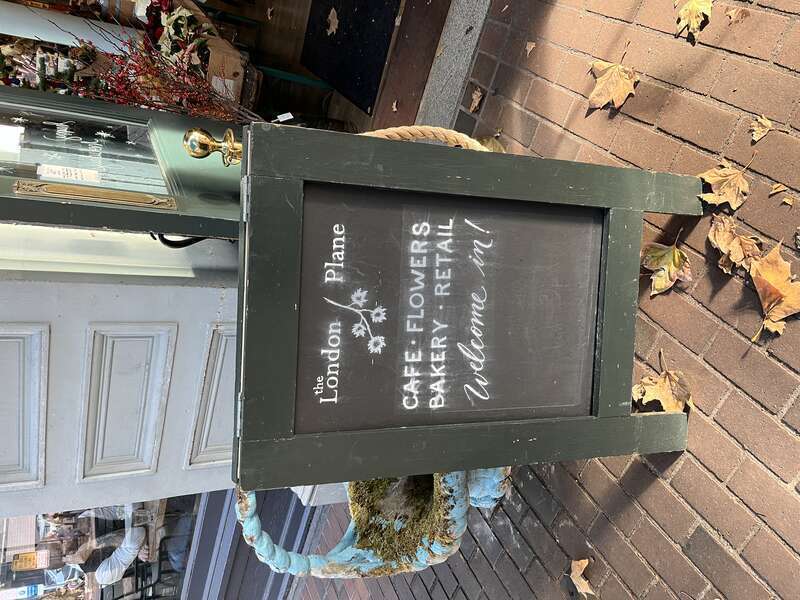 the
London Plane
CAFE · FLOWERS
BAKERY · RETAIL
Welcome in!